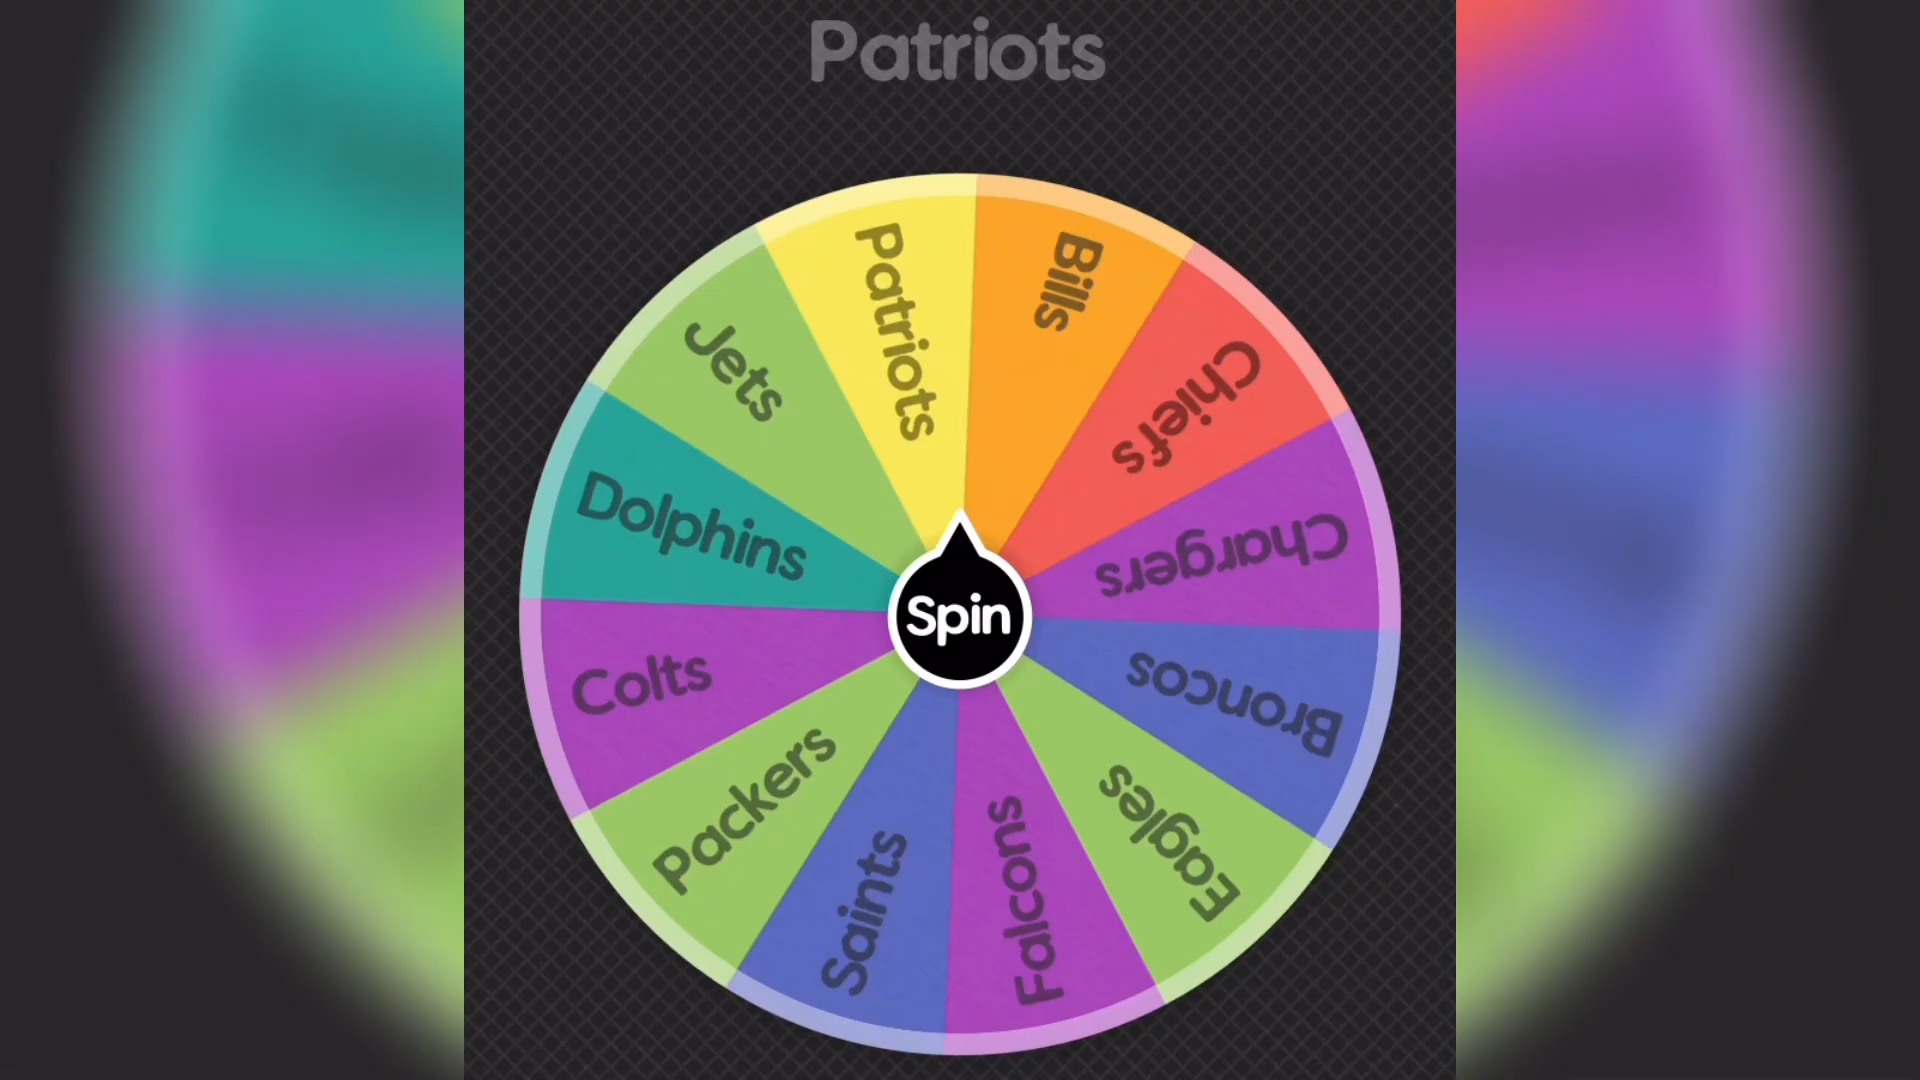 Patriots
Patriots
Bills
Chiefs
Chargers
Broncos
Eagles
Falcons
Saints
Packers
Colts
Dolphins
Jets
Spin